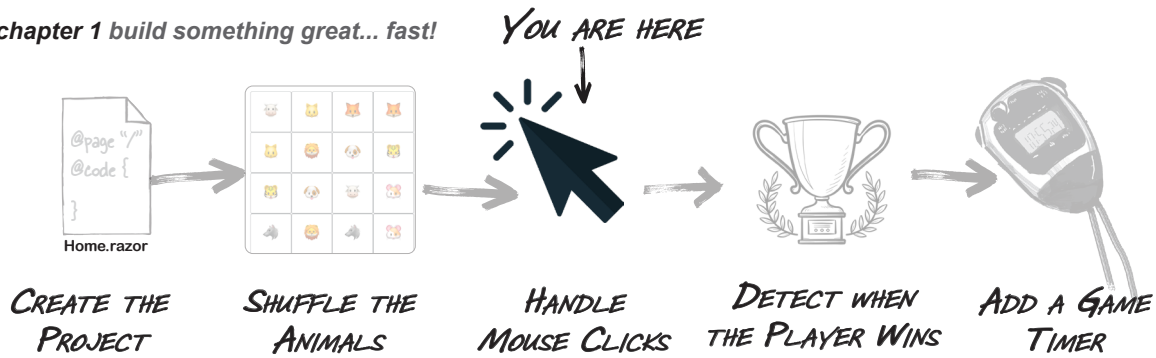 chapter 1 build something great... fast!
You are here
@page "/"
@code {
}
Home.razor
Create the
Project
Shuffle the
Animals
Handle
Mouse Clicks
Detect when
the Player Wins
Add a Game
Timer